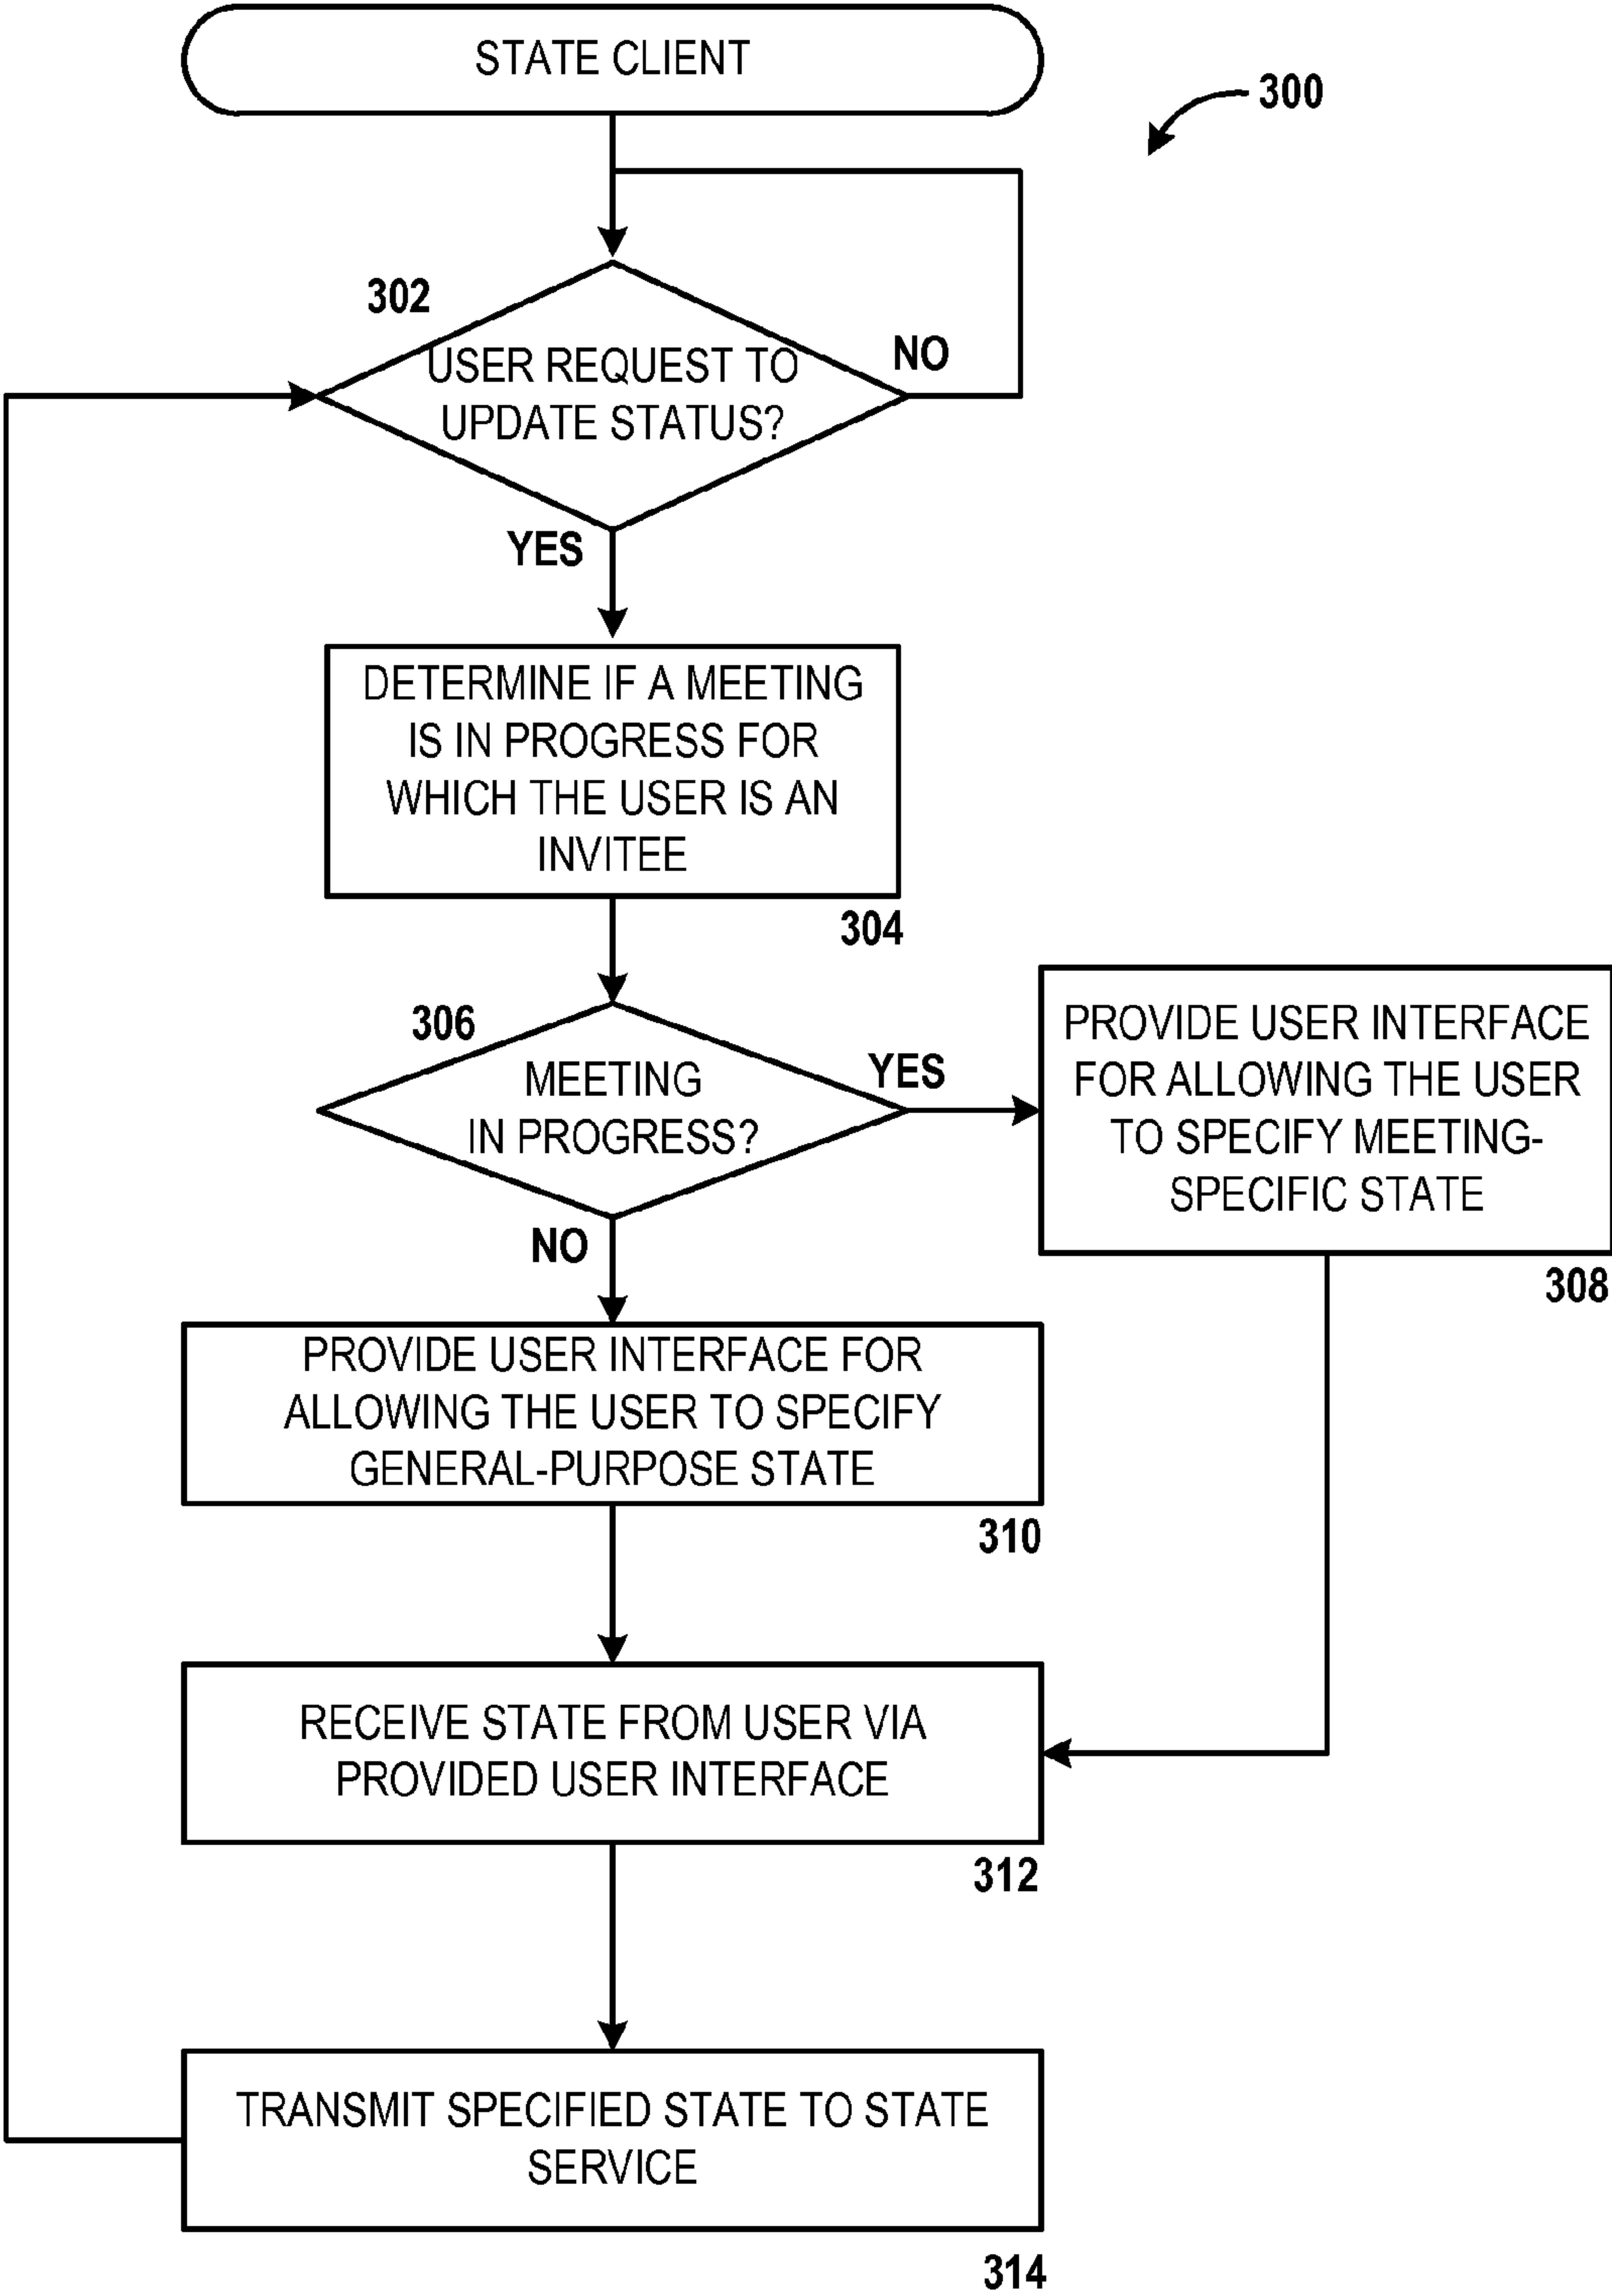 STATE CLIENT
300
302
USER REQUEST TO
UPDATE STATUS?
NO
YES
DETERMINE IF A MEETING
IS IN PROGRESS FOR
WHICH THE USER IS AN
INVITEE
304
306
MEETING
IN PROGRESS?
YES
NO
PROVIDE USER INTERFACE
FOR ALLOWING THE USER
TO SPECIFY MEETING-
SPECIFIC STATE
308
PROVIDE USER INTERFACE FOR
ALLOWING THE USER TO SPECIFY
GENERAL-PURPOSE STATE
310
RECEIVE STATE FROM USER VIA
PROVIDED USER INTERFACE
312
TRANSMIT SPECIFIED STATE TO STATE
SERVICE
314